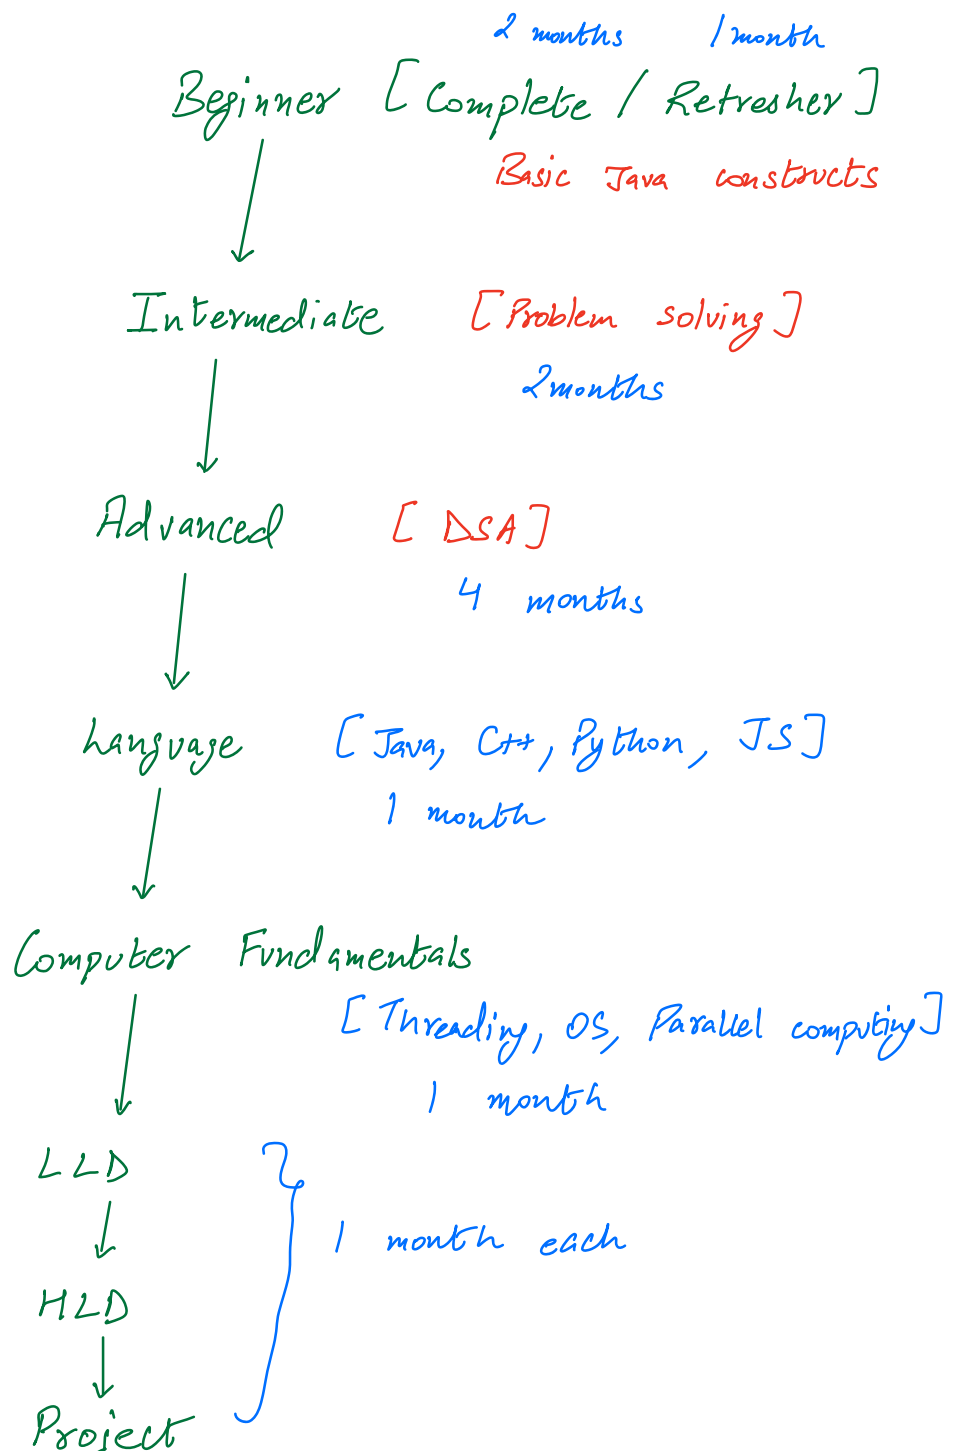 2 months 1 month
Beginner [Complete / Refresher]
Basic Java constructs
Intermediate [Problem solving]
2 months
Advanced [DSA]
4 months
Language [Java, C++, Python, JS]
1 month
Computer Fundamentals
[Threading, OS, Parallel computing]
1 month
LLD
1 month each
HLD
Project